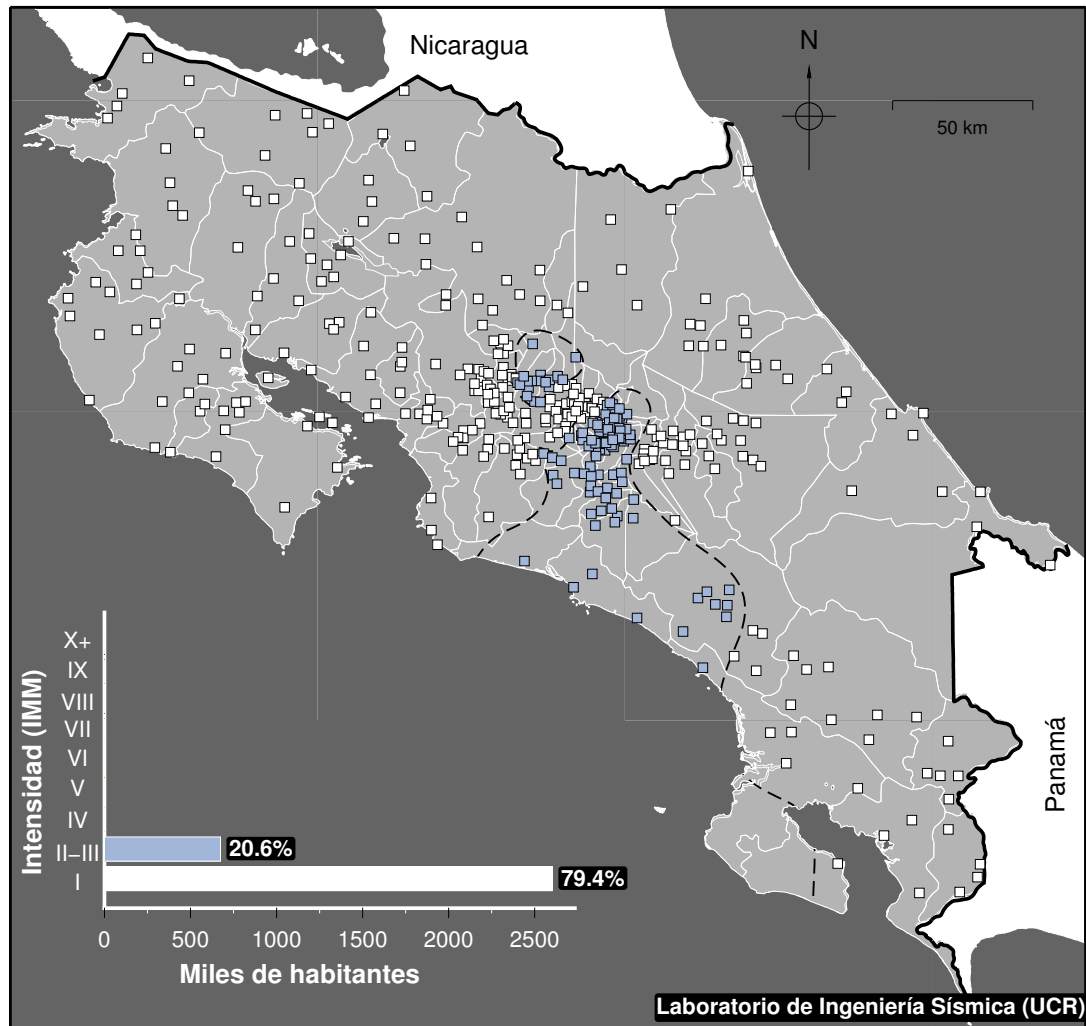 Nicaragua
N
50 km
Panamá
Intensidad (IMM)
X+
IX
VIII
VII
VI
V
IV
II−III
I
20.6%
79.4%
0 500 1000 1500 2000 2500
Miles de habitantes
Laboratorio de Ingeniería Sísmica (UCR)